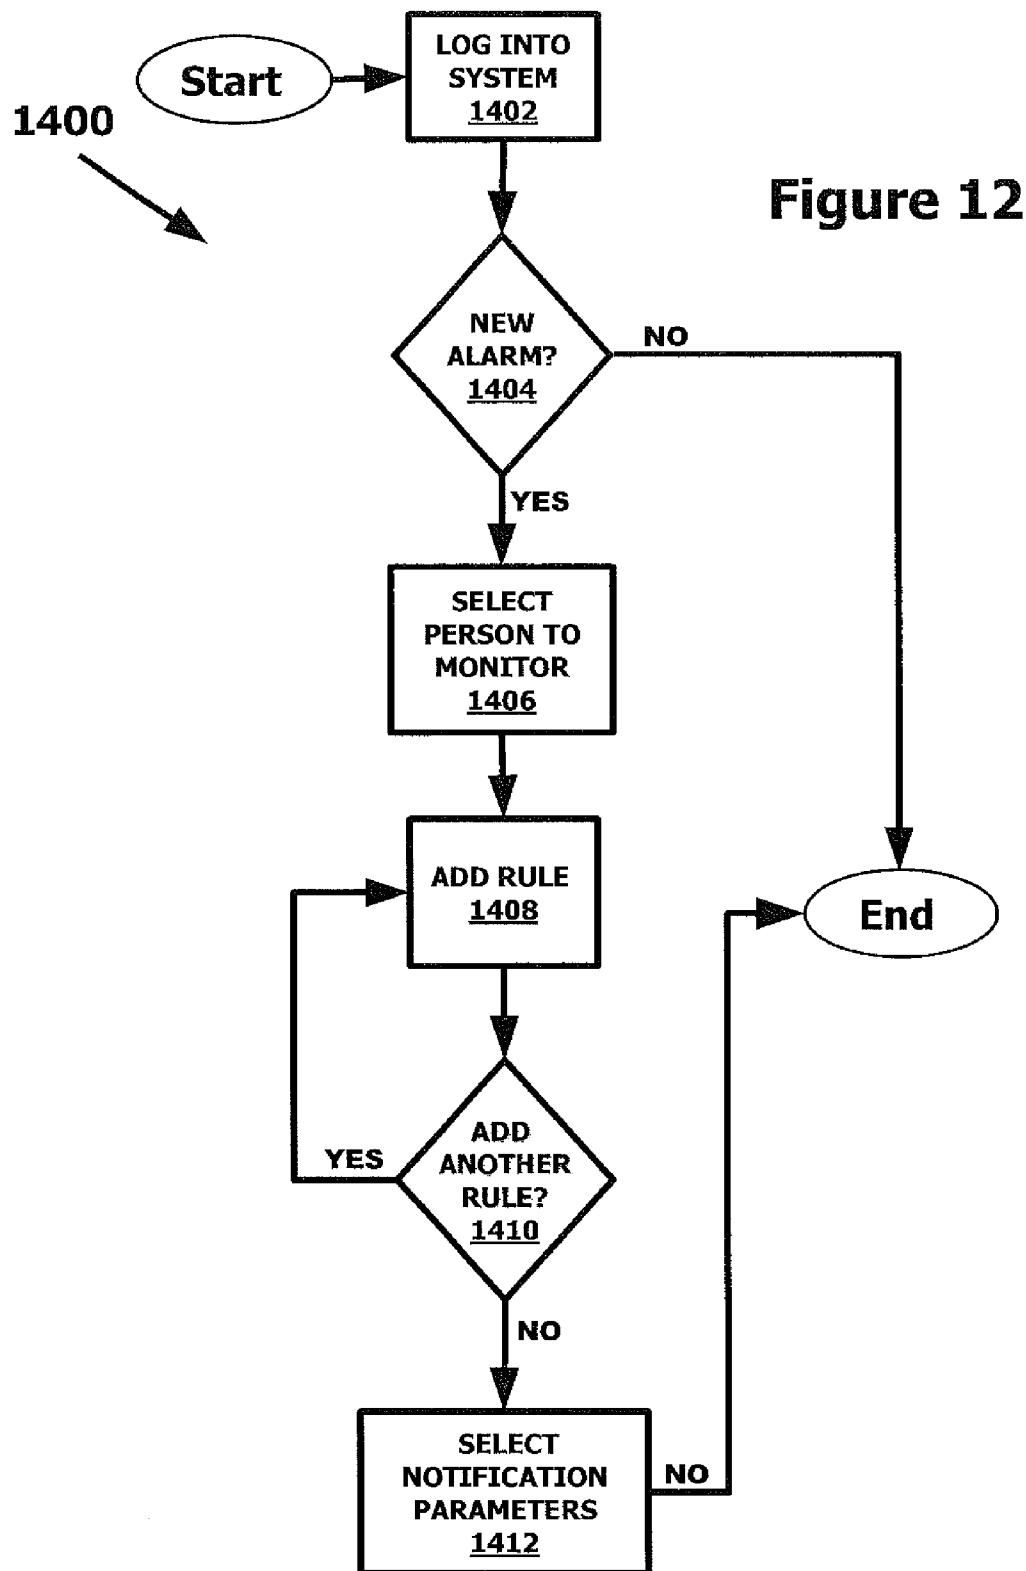 Start
LOG INTO
SYSTEM
1402
1400
Figure 12
NEW
ALARM?
1404
NO
YES
SELECT
PERSON TO
MONITOR
1406
ADD RULE
1408
End
ADD
ANOTHER
RULE?
1410
YES
NO
SELECT
NOTIFICATION
PARAMETERS
1412
NO